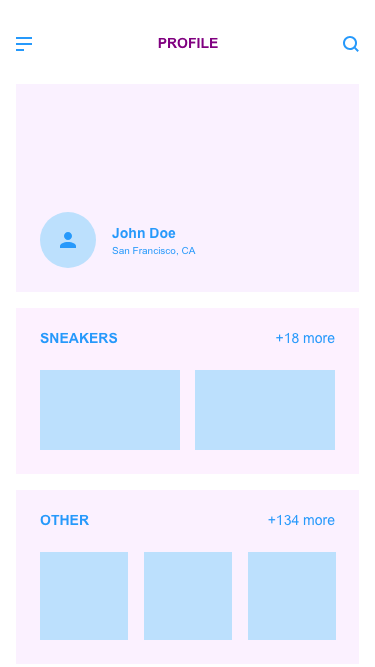 PROFILE
John Doe
San Francisco, CA
SNEAKERS
+18 more
OTHER
+134 more